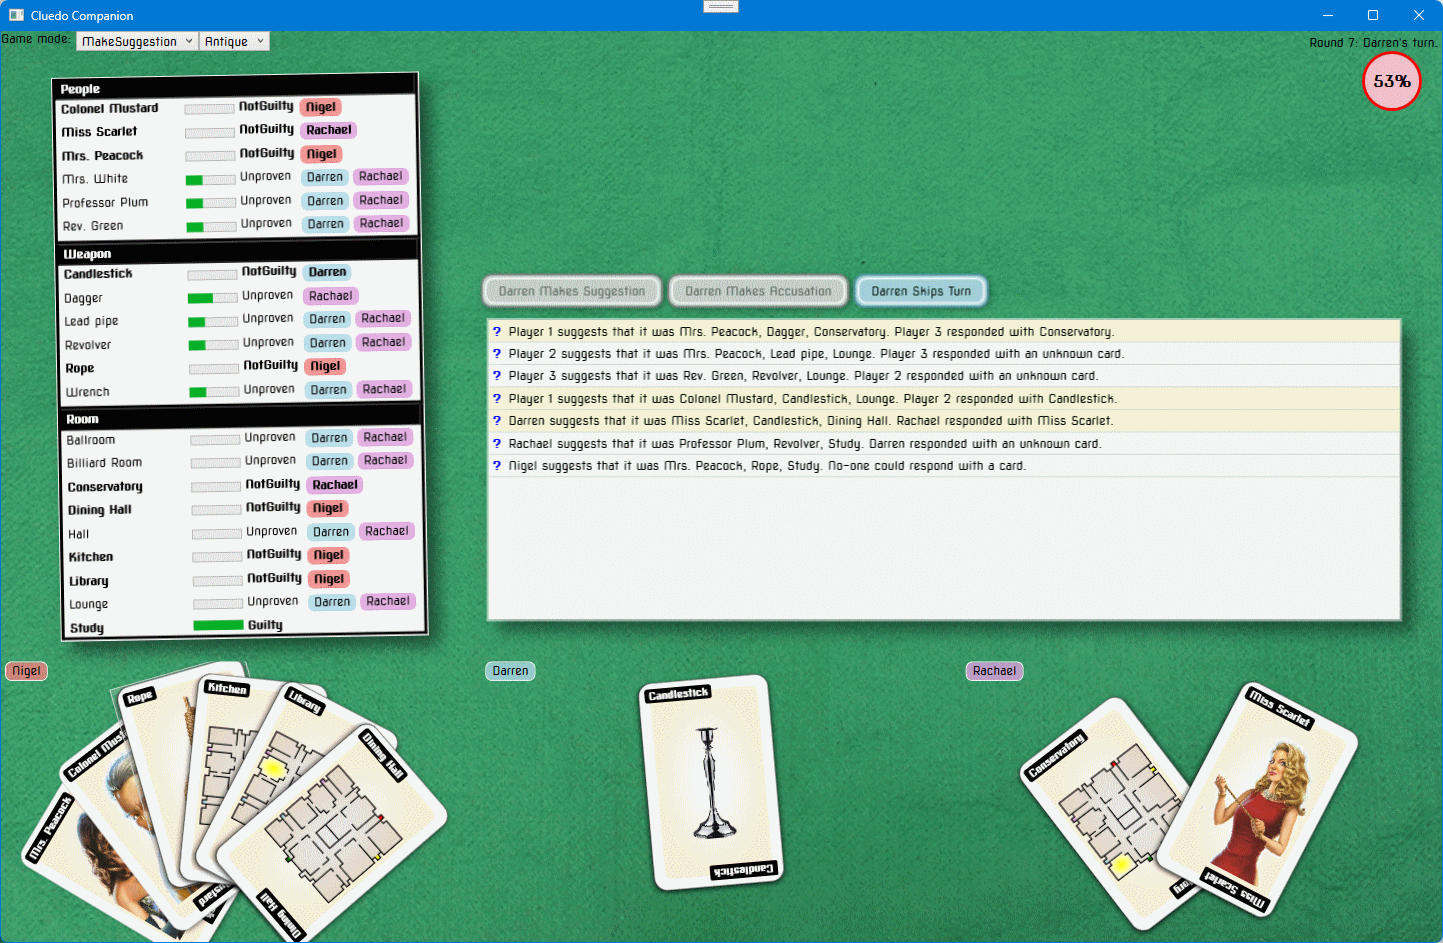 Cluedo Companion
Game mode: MakeSuggestion Antique
Round 7: Darren's turn.
53%
People
Colonel Mustard NotGuilty Nigel
Miss Scarlet NotGuilty Rachael
Mrs. Peacock NotGuilty Nigel
Mrs. White Unproven Darren Rachael
Professor Plum Unproven Darren Rachael
Rev. Green Unproven Darren Rachael
Weapon
Candlestick NotGuilty Darren
Dagger Unproven Rachael
Lead pipe Unproven Darren Rachael
Revolver Unproven Darren Rachael
Rope NotGuilty Nigel
Wrench Unproven Darren Rachael
Room
Ballroom Unproven Darren Rachael
Billiard Room Unproven Darren Rachael
Conservatory NotGuilty Rachael
Dining Hall NotGuilty Nigel
Hall Unproven Darren Rachael
Kitchen NotGuilty Nigel
Library NotGuilty Nigel
Lounge Unproven Darren Rachael
Study Guilty
Darren Makes Suggestion Darren Makes Accusation Darren Skips Turn
? Player 1 suggests that it was Mrs. Peacock, Dagger, Conservatory. Player 3 responded with Conservatory.
? Player 2 suggests that it was Mrs. Peacock, Lead pipe, Lounge. Player 3 responded with an unknown card.
? Player 3 suggests that it was Rev. Green, Revolver, Lounge. Player 2 responded with an unknown card.
? Player 1 suggests that it was Colonel Mustard, Candlestick, Lounge. Player 2 responded with Candlestick.
? Darren suggests that it was Miss Scarlet, Candlestick, Dining Hall. Rachael responded with Miss Scarlet.
? Rachael suggests that it was Professor Plum, Revolver, Study. Darren responded with an unknown card.
? Nigel suggests that it was Mrs. Peacock, Rope, Study. No-one could respond with a card.
Nigel
Mrs. Peacock
Colonel Mus
ustard
Rope
Kitchen
Library
Dining Hall
Dining Hall
Darren
Candlestick
Candlestick
Rachael
Conservatory
tory
Miss Scarlet
Miss Scarlet